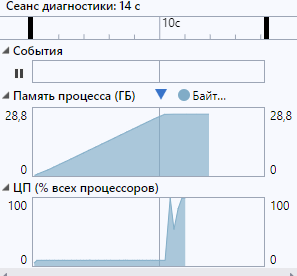 Сеанс диагностики: 14 с
10с
События
Память процесса (ГБ) Байт...
28,8 28,8
0 0
ЦП (% всех процессоров)
100 100
0 0